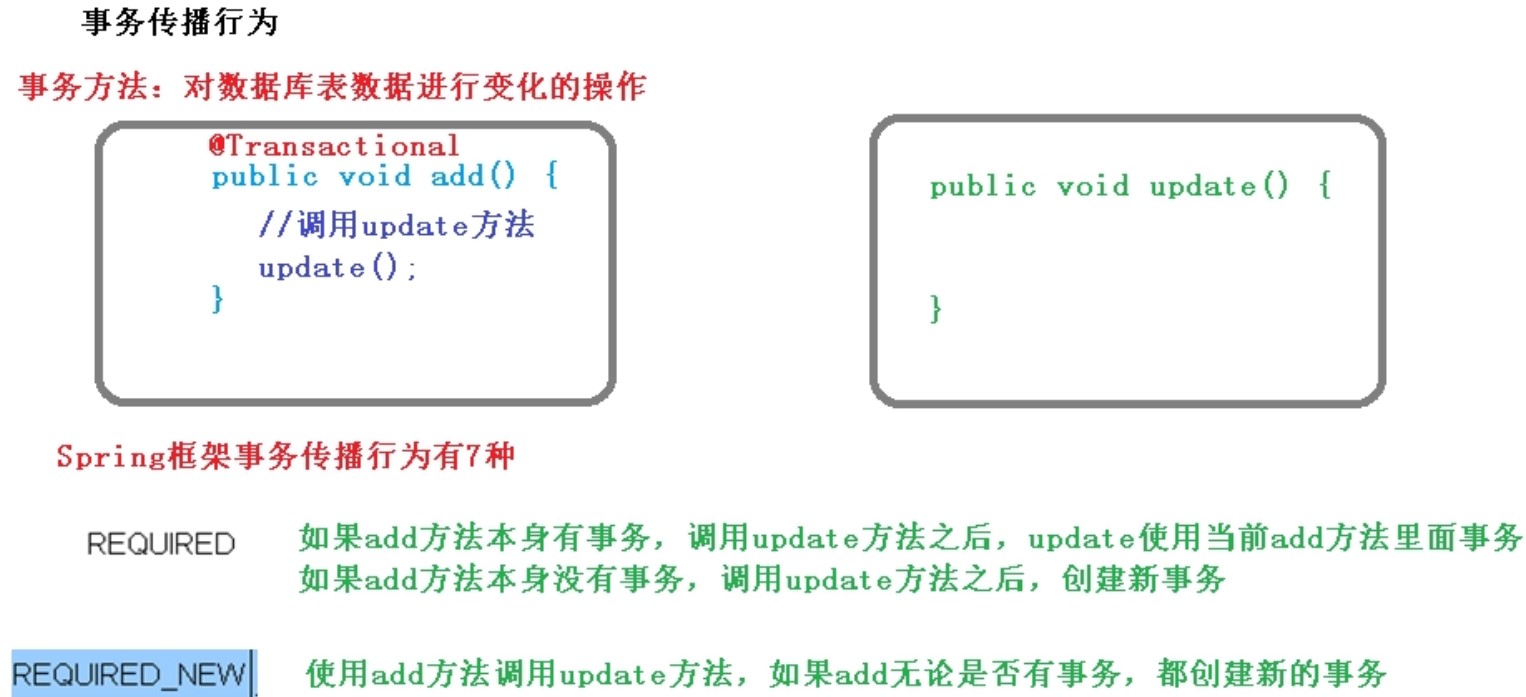 事务传播行为
事务方法：对数据库表数据进行变化的操作
@Transactional
public void add() {
//调用update方法
update();
}
public void update() {
}
Spring框架事务传播行为有7种
REQUIRED 如果add方法本身有事务，调用update方法之后，update使用当前add方法里面事务
如果add方法本身没有事务，调用update方法之后，创建新事务
REQUIRED_NEW 使用add方法调用update方法，如果add无论是否有事务，都创建新的事务